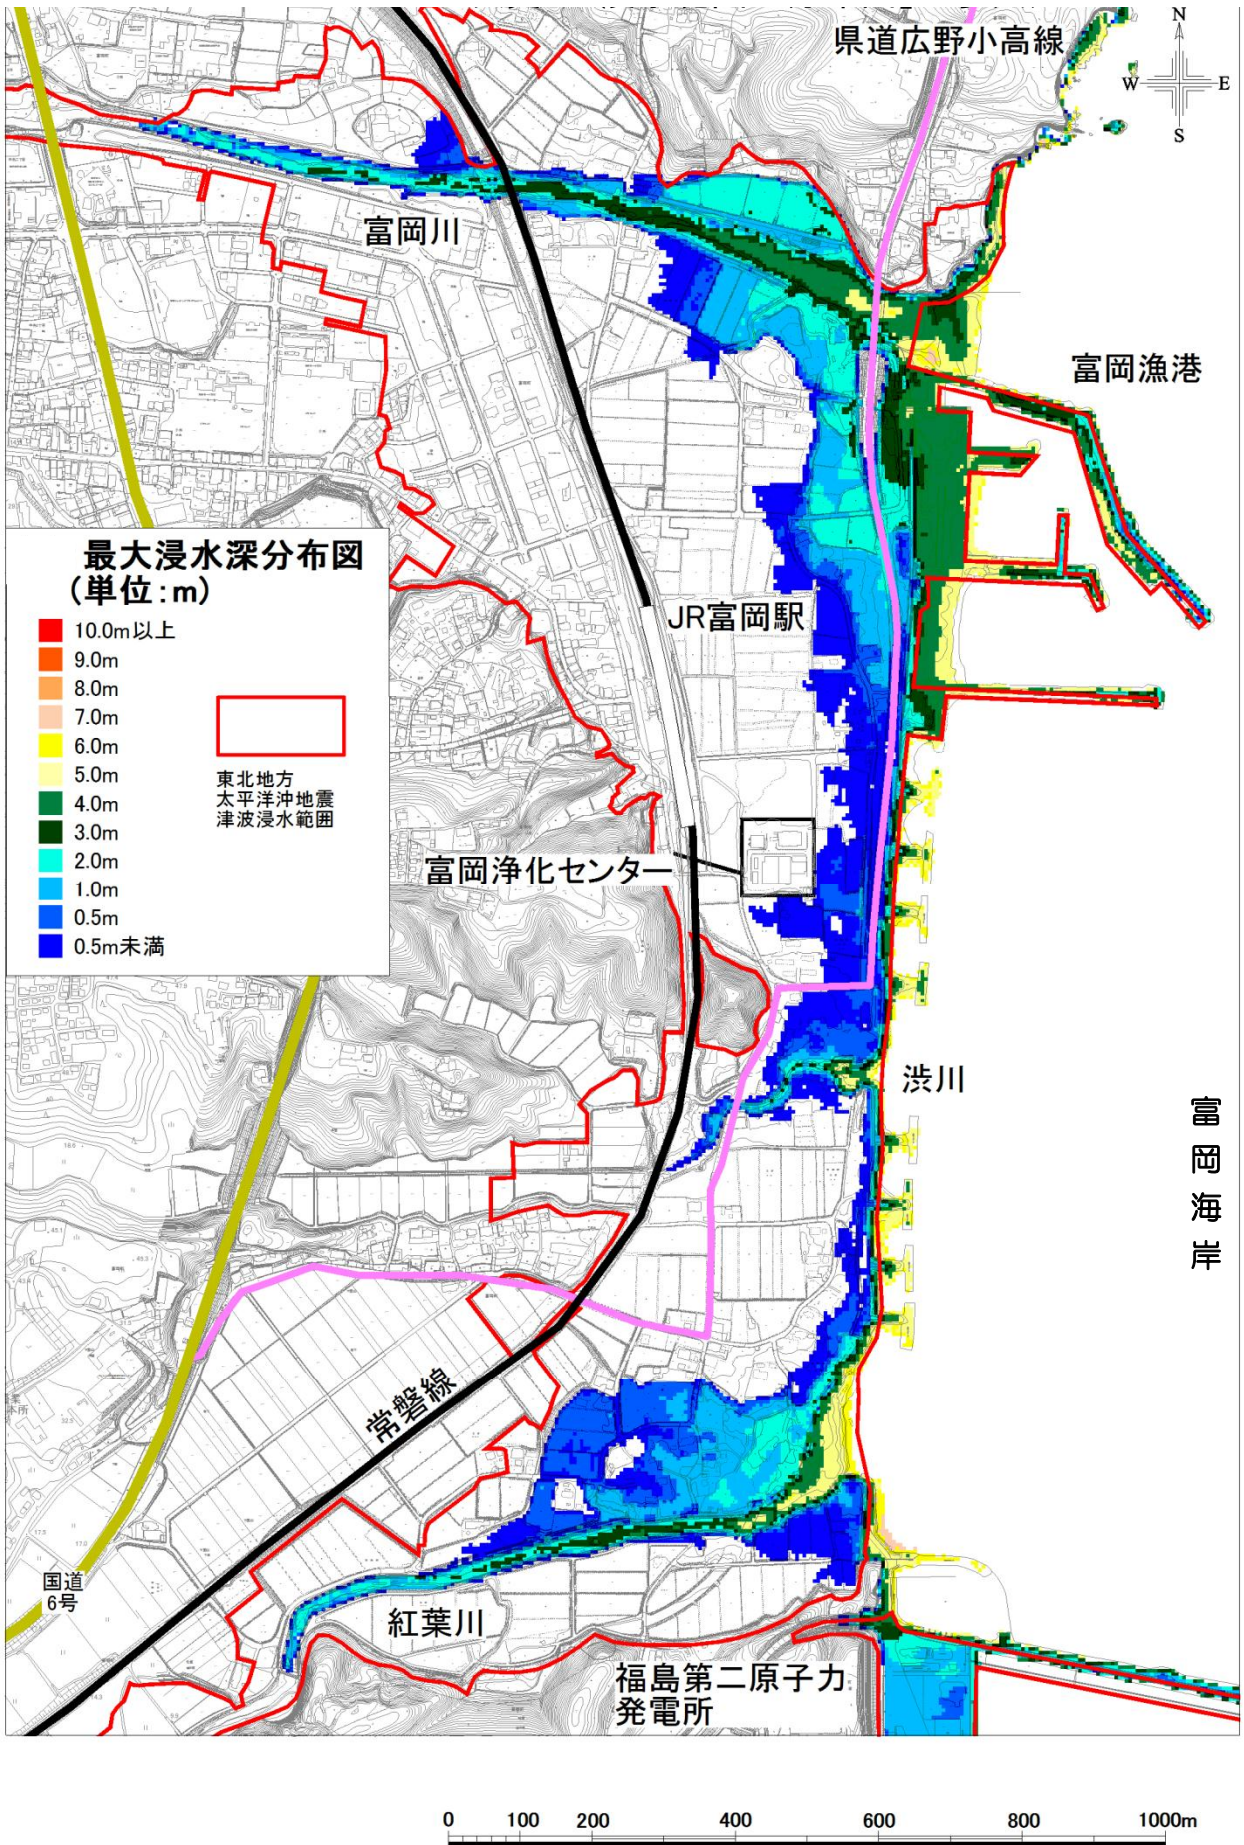 県道広野小高線
N
W
E
S
富岡川
富岡漁港
最大浸水深分布図
(単位:m)
10.0m以上
9.0m
8.0m
7.0m
6.0m
5.0m
4.0m
3.0m
2.0m
1.0m
0.5m
0.5m未満
東北地方
太平洋沖地震
津波浸水範囲
JR富岡駅
富岡浄化センター
渋川
富岡海岸
常磐線
国道
6号
紅葉川
福島第二原子力
発電所
0 100 200 400 600 800 1000m